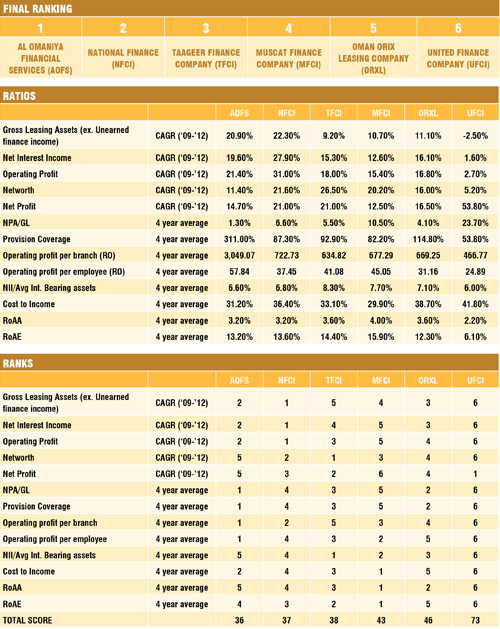 FINAL RANKING
1 2 3 4 5 6
AL OMANIYA FINANCIAL SERVICES (AOFS) NATIONAL FINANCE (NFCI) TAAGEER FINANCE COMPANY (TFCI) MUSCAT FINANCE COMPANY (MFCI) OMAN ORIX LEASING COMPANY (ORXL) UNITED FINANCE COMPANY (UFCI)
RATIOS
AOFS NFCI TFCI MFCI ORXL UFCI
Gross Leasing Assets (ex. Unearned finance income) CAGR ('09-'12) 20.90% 22.30% 9.20% 10.70% 11.10% -2.50%
Net Interest Income CAGR ('09-'12) 19.60% 27.90% 15.30% 12.60% 16.10% 1.60%
Operating Profit CAGR ('09-'12) 21.40% 31.00% 18.00% 15.40% 16.80% 2.70%
Networth CAGR ('09-'12) 11.40% 21.60% 26.50% 20.20% 16.00% 5.20%
Net Profit CAGR ('09-'12) 14.70% 21.00% 21.00% 12.50% 16.50% 53.80%
NPA/GL 4 year average 1.30% 6.60% 5.50% 10.50% 4.10% 23.70%
Provision Coverage 4 year average 311.00% 87.30% 92.90% 82.20% 114.80% 53.80%
Operating profit per branch (RO) 4 year average 3,049.07 722.73 634.82 677.29 669.25 466.77
Operating profit per employee (RO) 4 year average 57.84 37.45 41.08 45.05 31.16 24.89
NII/Avg Int. Bearing assets 4 year average 6.60% 6.80% 8.30% 7.70% 7.10% 6.00%
Cost to Income 4 year average 31.20% 36.40% 33.10% 29.90% 38.70% 41.80%
RoAA 4 year average 3.20% 3.20% 3.60% 4.00% 3.60% 2.20%
RoAE 4 year average 13.20% 13.60% 14.40% 15.90% 12.30% 6.10%
RANKS
AOFS NFCI TFCI MFCI ORXL UFCI
Gross Leasing Assets (ex. Unearned finance income) CAGR ('09-'12) 2 1 5 4 3 6
Net Interest Income CAGR ('09-'12) 2 1 4 5 3 6
Operating Profit CAGR ('09-'12) 2 1 3 5 4 6
Networth CAGR ('09-'12) 5 2 1 3 4 6
Net Profit CAGR ('09-'12) 5 3 2 6 4 1
NPA/GL 4 year average 1 4 3 5 2 6
Provision Coverage 4 year average 1 4 3 5 2 6
Operating profit per branch 4 year average 1 2 5 3 4 6
Operating profit per employee 4 year average 1 4 3 2 5 6
NII/Avg Int. Bearing assets 4 year average 5 4 1 2 3 6
Cost to Income 4 year average 2 4 3 1 5 6
RoAA 4 year average 5 4 3 1 2 6
RoAE 4 year average 4 3 2 1 5 6
TOTAL SCORE 36 37 38 43 46 73